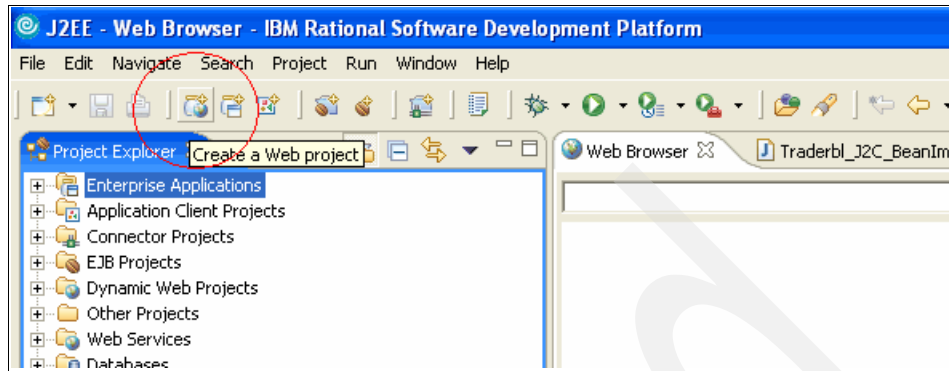 J2EE - Web Browser - IBM Rational Software Development Platform
File Edit Navigate Search Project Run Window Help
Project Explorer Create a Web project
Web Browser Traderbl_J2C_BeanIm
Enterprise Applications
Application Client Projects
Connector Projects
EJB Projects
Dynamic Web Projects
Other Projects
Web Services
Databases